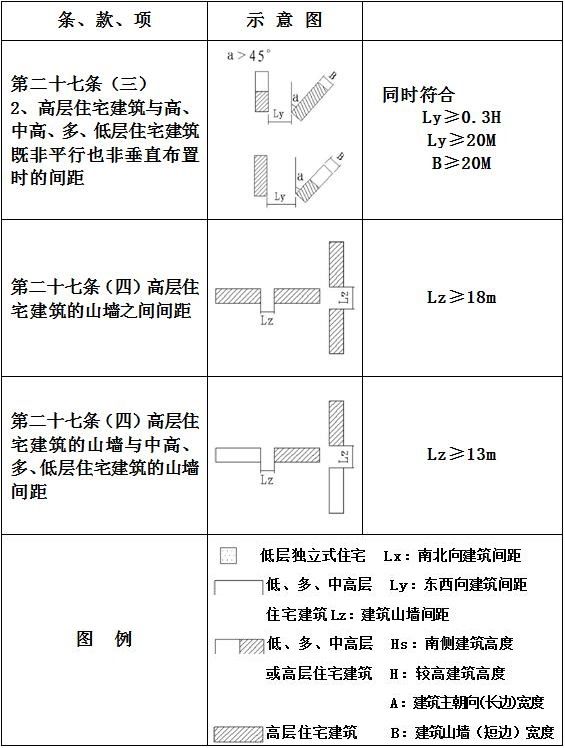 条、款、项
示 意 图
第二十七条（三）
2、高层住宅建筑与高、
中高、多、低层住宅建筑
既非平行也非垂直布置
时的间距
a>45°
B
a
Ly
B
a
Ly
同时符合
Ly≥0.3H
Ly≥20M
B≥20M
第二十七条（四）高层住
宅建筑的山墙之间间距
Lz
Lz
Lz≥18m
第二十七条（四）高层住
宅建筑的山墙与中高、
多、低层住宅建筑的山墙
间距
Lz
Lz
Lz≥13m
图 例
低层独立式住宅 Lx：南北向建筑间距
低、多、中高层 Ly：东西向建筑间距
住宅建筑 Lz：建筑山墙间距
低、多、中高层 Hs：南侧建筑高度
或高层住宅建筑 H：较高建筑高度
A：建筑主朝向(长边)宽度
高层住宅建筑 B：建筑山墙（短边）宽度